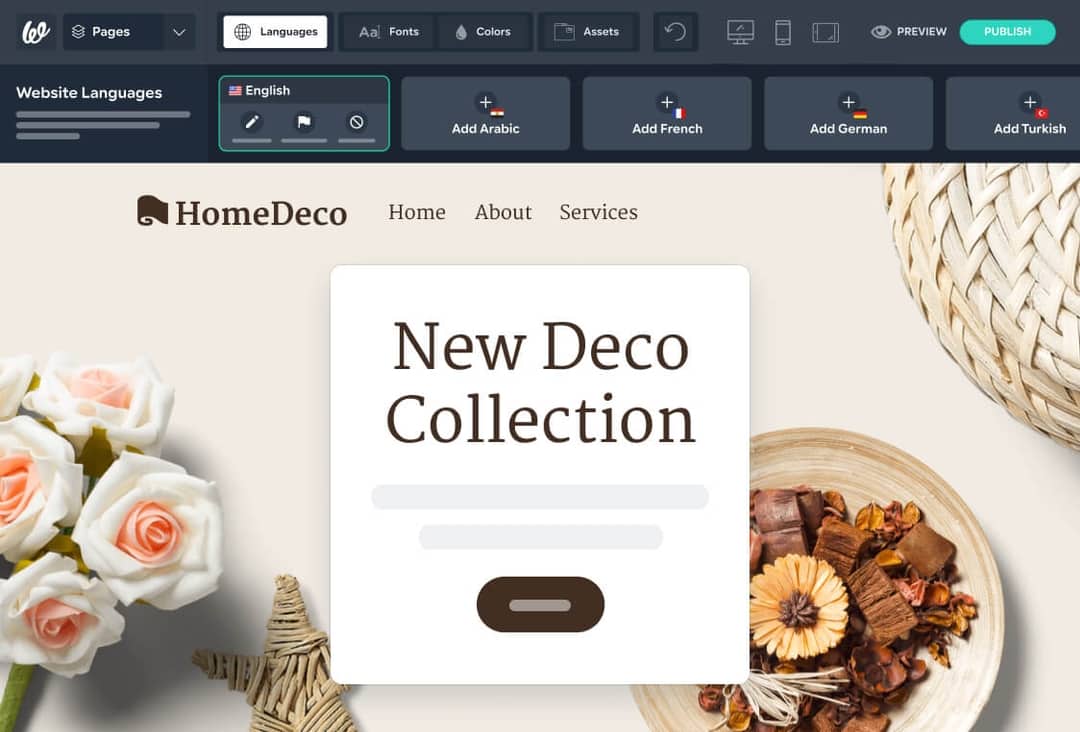 Pages
Languages
Aa Fonts
Colors
Assets
PREVIEW
PUBLISH
Website Languages
English
Add Arabic
Add French
Add German
Add Turkish
HomeDeco
Home
About
Services
New Deco
Collection